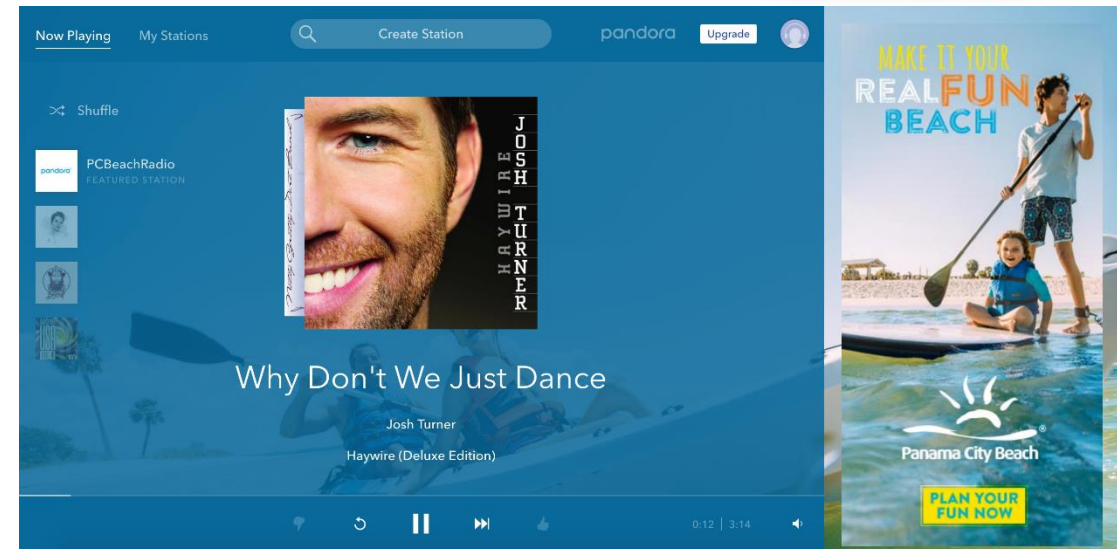 Now Playing
My Stations
Create Station
pandora
Upgrade
Shuffle
pandora
PCBeachRadio
FEATURED STATION
JOSH TURNER
HAYWIRE
Why Don't We Just Dance
Josh Turner
Haywire (Deluxe Edition)
0:12 | 3:14
MAKE IT YOUR
REAL FUN
BEACH
Panama City Beach®
PLAN YOUR
FUN NOW